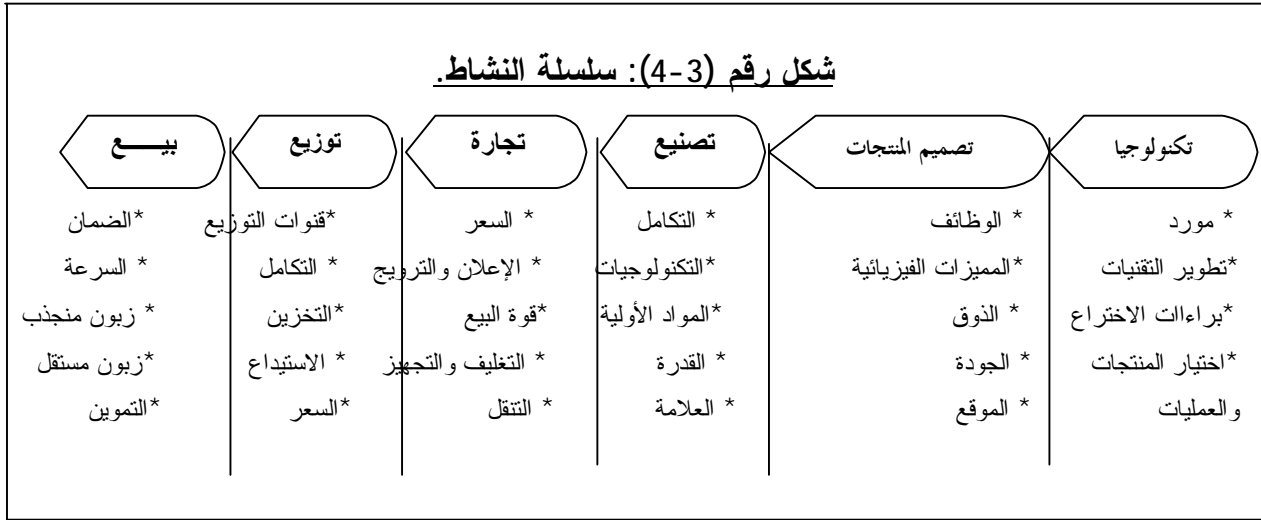 شكل رقم (3-4): سلسلة النشاط.
تكنولوجيا
* مورد
*تطوير التقنيات
*براءاات الاختراع
*اختيار المنتجات
والعمليات
تصميم المنتجات
* الوظائف
*المميزات الفيزيائية
* الذوق
* الجودة
* الموقع
تصنيع
* التكامل
*التكنولوجيات
*المواد الأولية
* القدرة
* العلامة
تجارة
* السعر
* الإعلان والترويج
*قوة البيع
* التغليف والتجهيز
* التنقل
توزيع
*قنوات التوزيع
* التكامل
*التخزين
* الاستيداع
*السعر
بيـــــع
*الضمان
* السرعة
* زبون منجذب
*زبون مستقل
*التموين